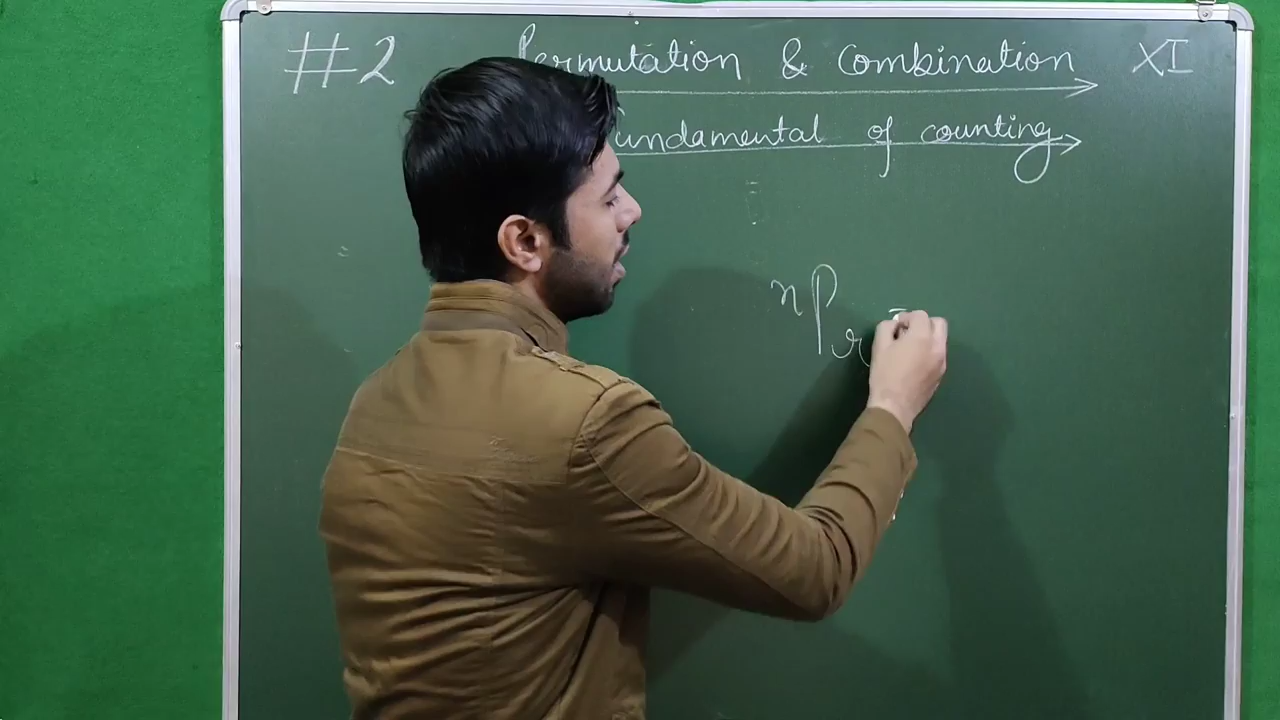 #2 Permutation & Combination XI
Fundamental of counting
nPr =